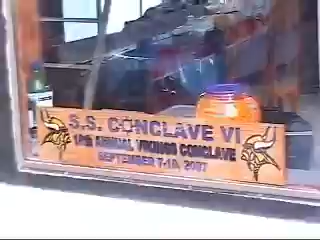 S.S. CONCLAVE VI
ANNUAL VIKINGS CONCLAVE
SEPTEMBER 7-10, 2007